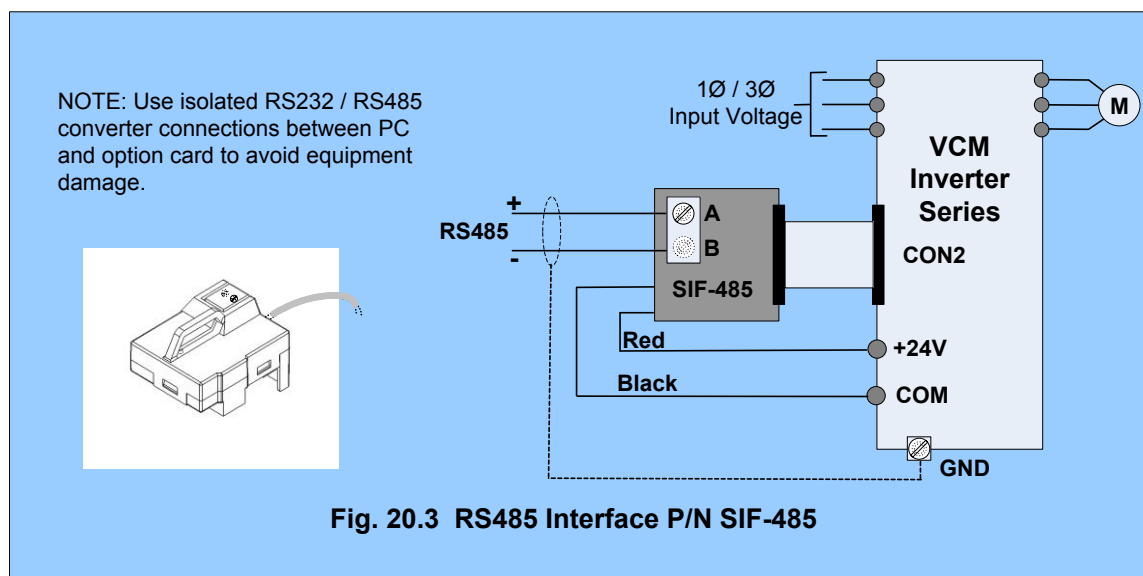 NOTE: Use isolated RS232 / RS485
converter connections between PC
and option card to avoid equipment
damage.
1Ø / 3Ø
Input Voltage
M
VCM
Inverter
Series
+
RS485
-
A
B
SIF-485
CON2
Red
+24V
Black
COM
GND
Fig. 20.3 RS485 Interface P/N SIF-485